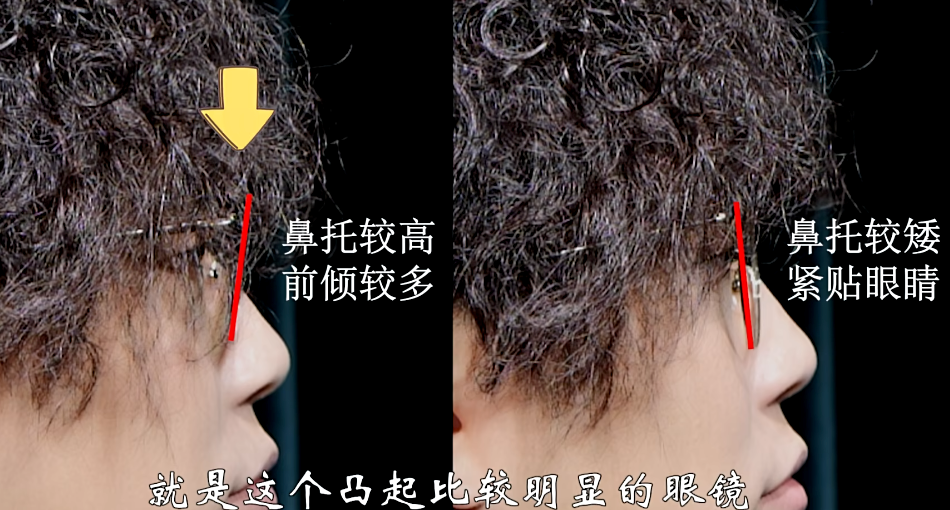 鼻托较高
前倾较多
鼻托较矮
紧贴眼睛
就是这个凸起比较明显的眼镜